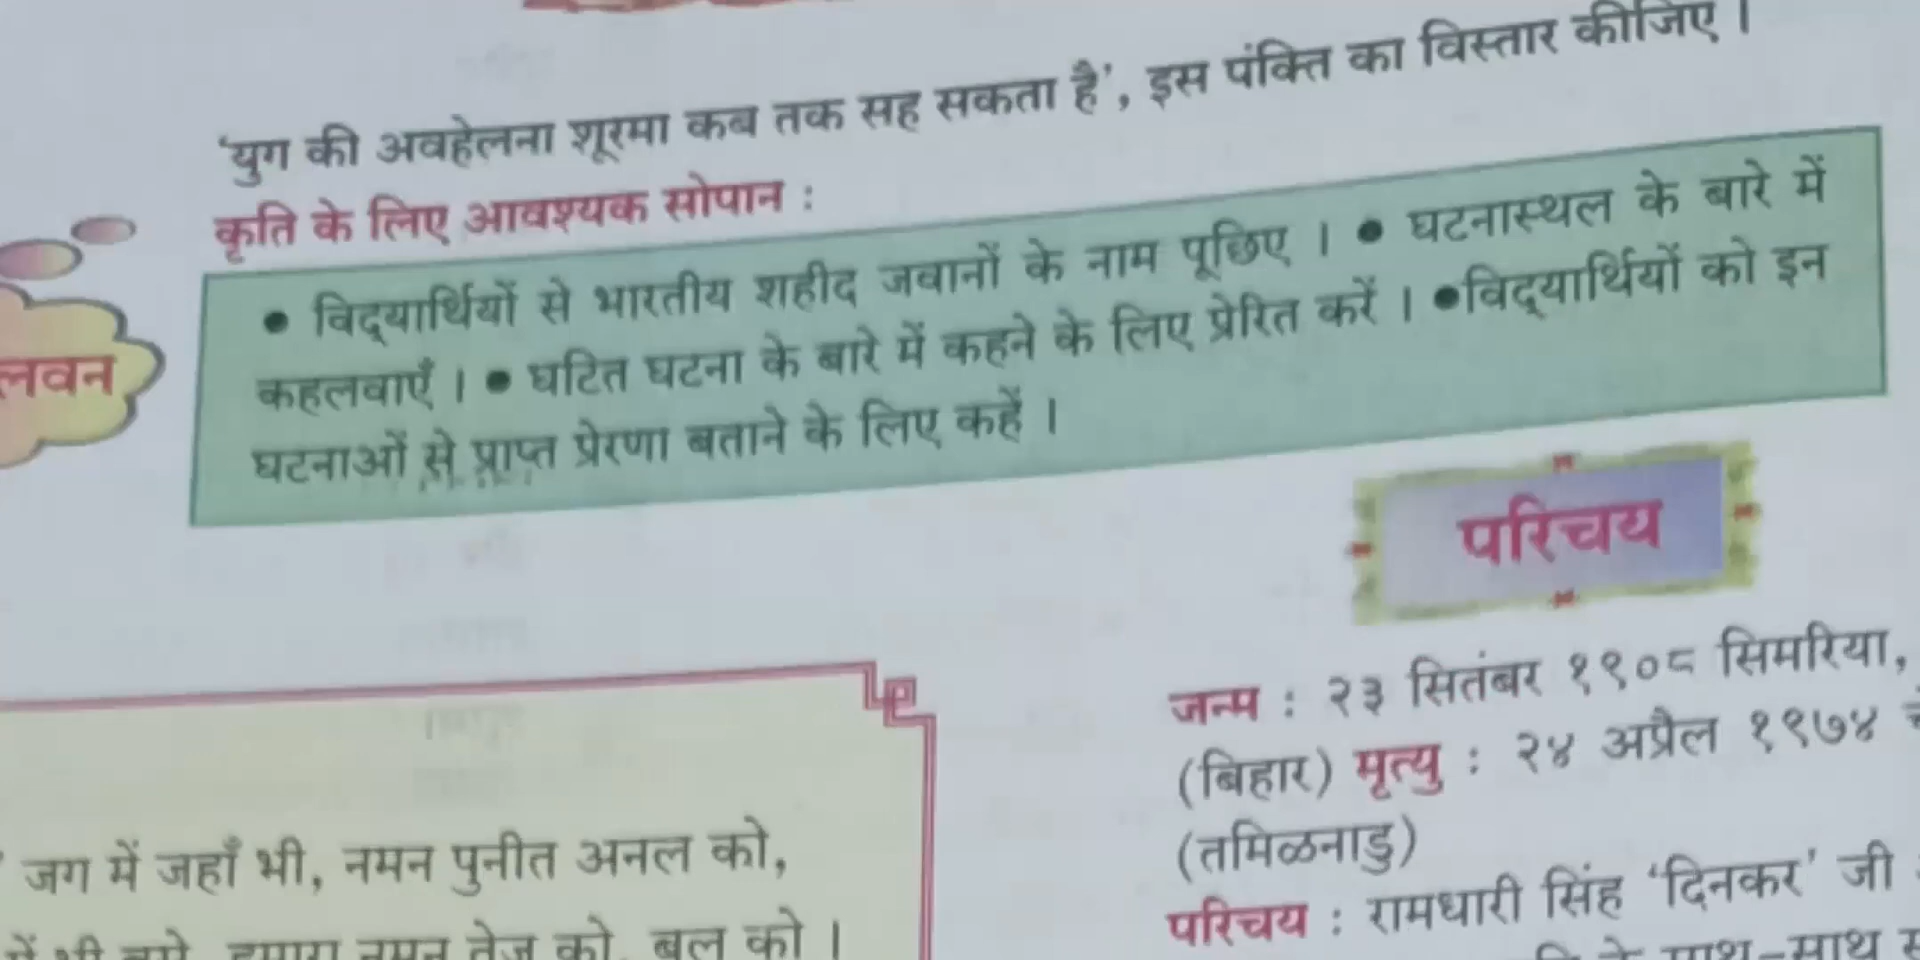 'युग की अवहेलना शूरमा कब तक सह सकता है', इस पंक्ति का विस्तार कीजिए ।
कृति के लिए आवश्यक सोपान :
● विद्‌यार्थियों से भारतीय शहीद जवानों के नाम पूछिए । ● घटनास्थल के बारे में
कहलवाएँ । ● घटित घटना के बारे में कहने के लिए प्रेरित करें । ●विद्‌यार्थियों को इन
घटनाओं से प्राप्त प्रेरणा बताने के लिए कहें ।
लवन
परिचय
जन्म : २३ सितंबर १९०८ सिमरिया,
(बिहार) मृत्यु : २४ अप्रैल १९७४
(तमिळनाडु)
परिचय : रामधारी सिंह 'दिनकर' जी
के साथ-साथ
जग में जहाँ भी, नमन पुनीत अनल को,
में भी बसे, हमारा नमन तेज को, बल को ।